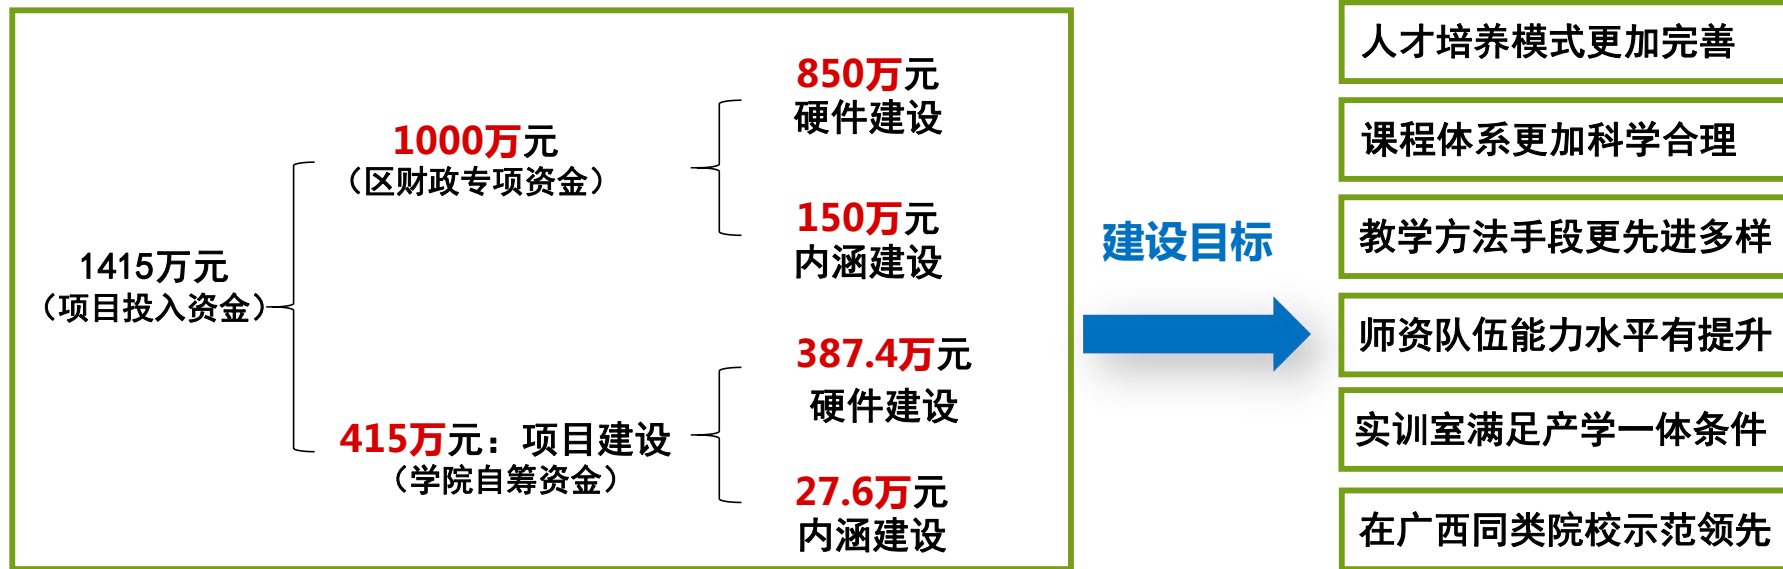 1415万元
（项目投入资金）
1000万元
（区财政专项资金）
850万元
硬件建设
150万元
内涵建设
415万元：项目建设
（学院自筹资金）
387.4万元
硬件建设
27.6万元
内涵建设
建设目标
人才培养模式更加完善
课程体系更加科学合理
教学方法手段更先进多样
师资队伍能力水平有提升
实训室满足产学一体条件
在广西同类院校示范领先